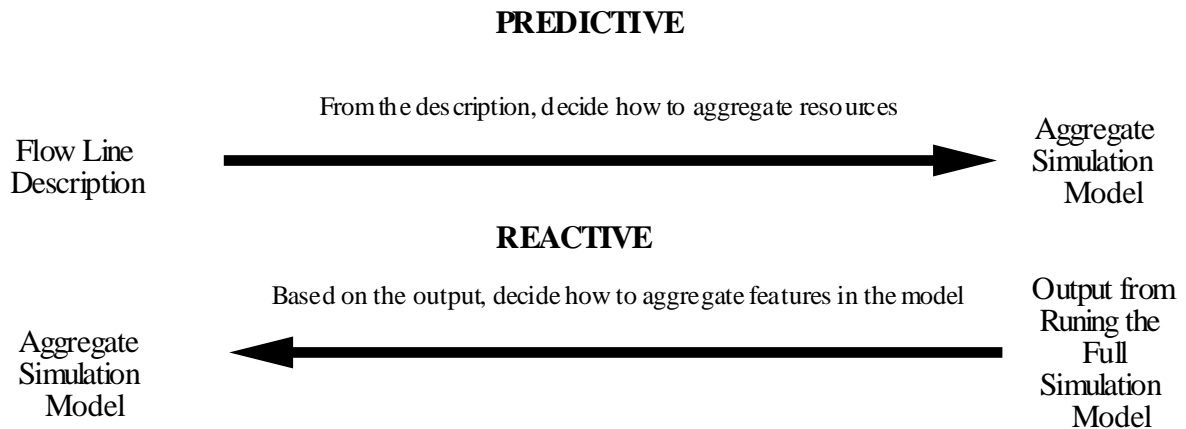 PREDICTIVE
From the description, decide how to aggregate resources
Flow Line
Description
Aggregate
Simulation
Model
REACTIVE
Based on the output, decide how to aggregate features in the model
Aggregate
Simulation
Model
Output from
Runing the
Full
Simulation
Model